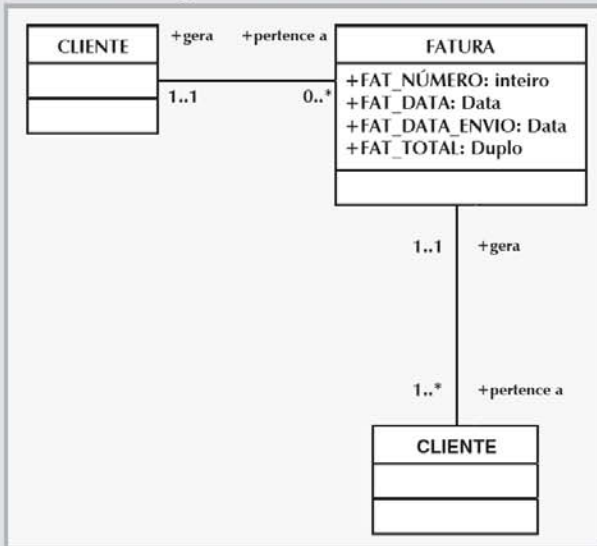 CLIENTE
+gera
+pertence a
1..1
0..*
FATURA
+FAT_NÚMERO: inteiro
+FAT_DATA: Data
+FAT_DATA_ENVIO: Data
+FAT_TOTAL: Duplo
1..1
+gera
1..*
+pertence a
CLIENTE